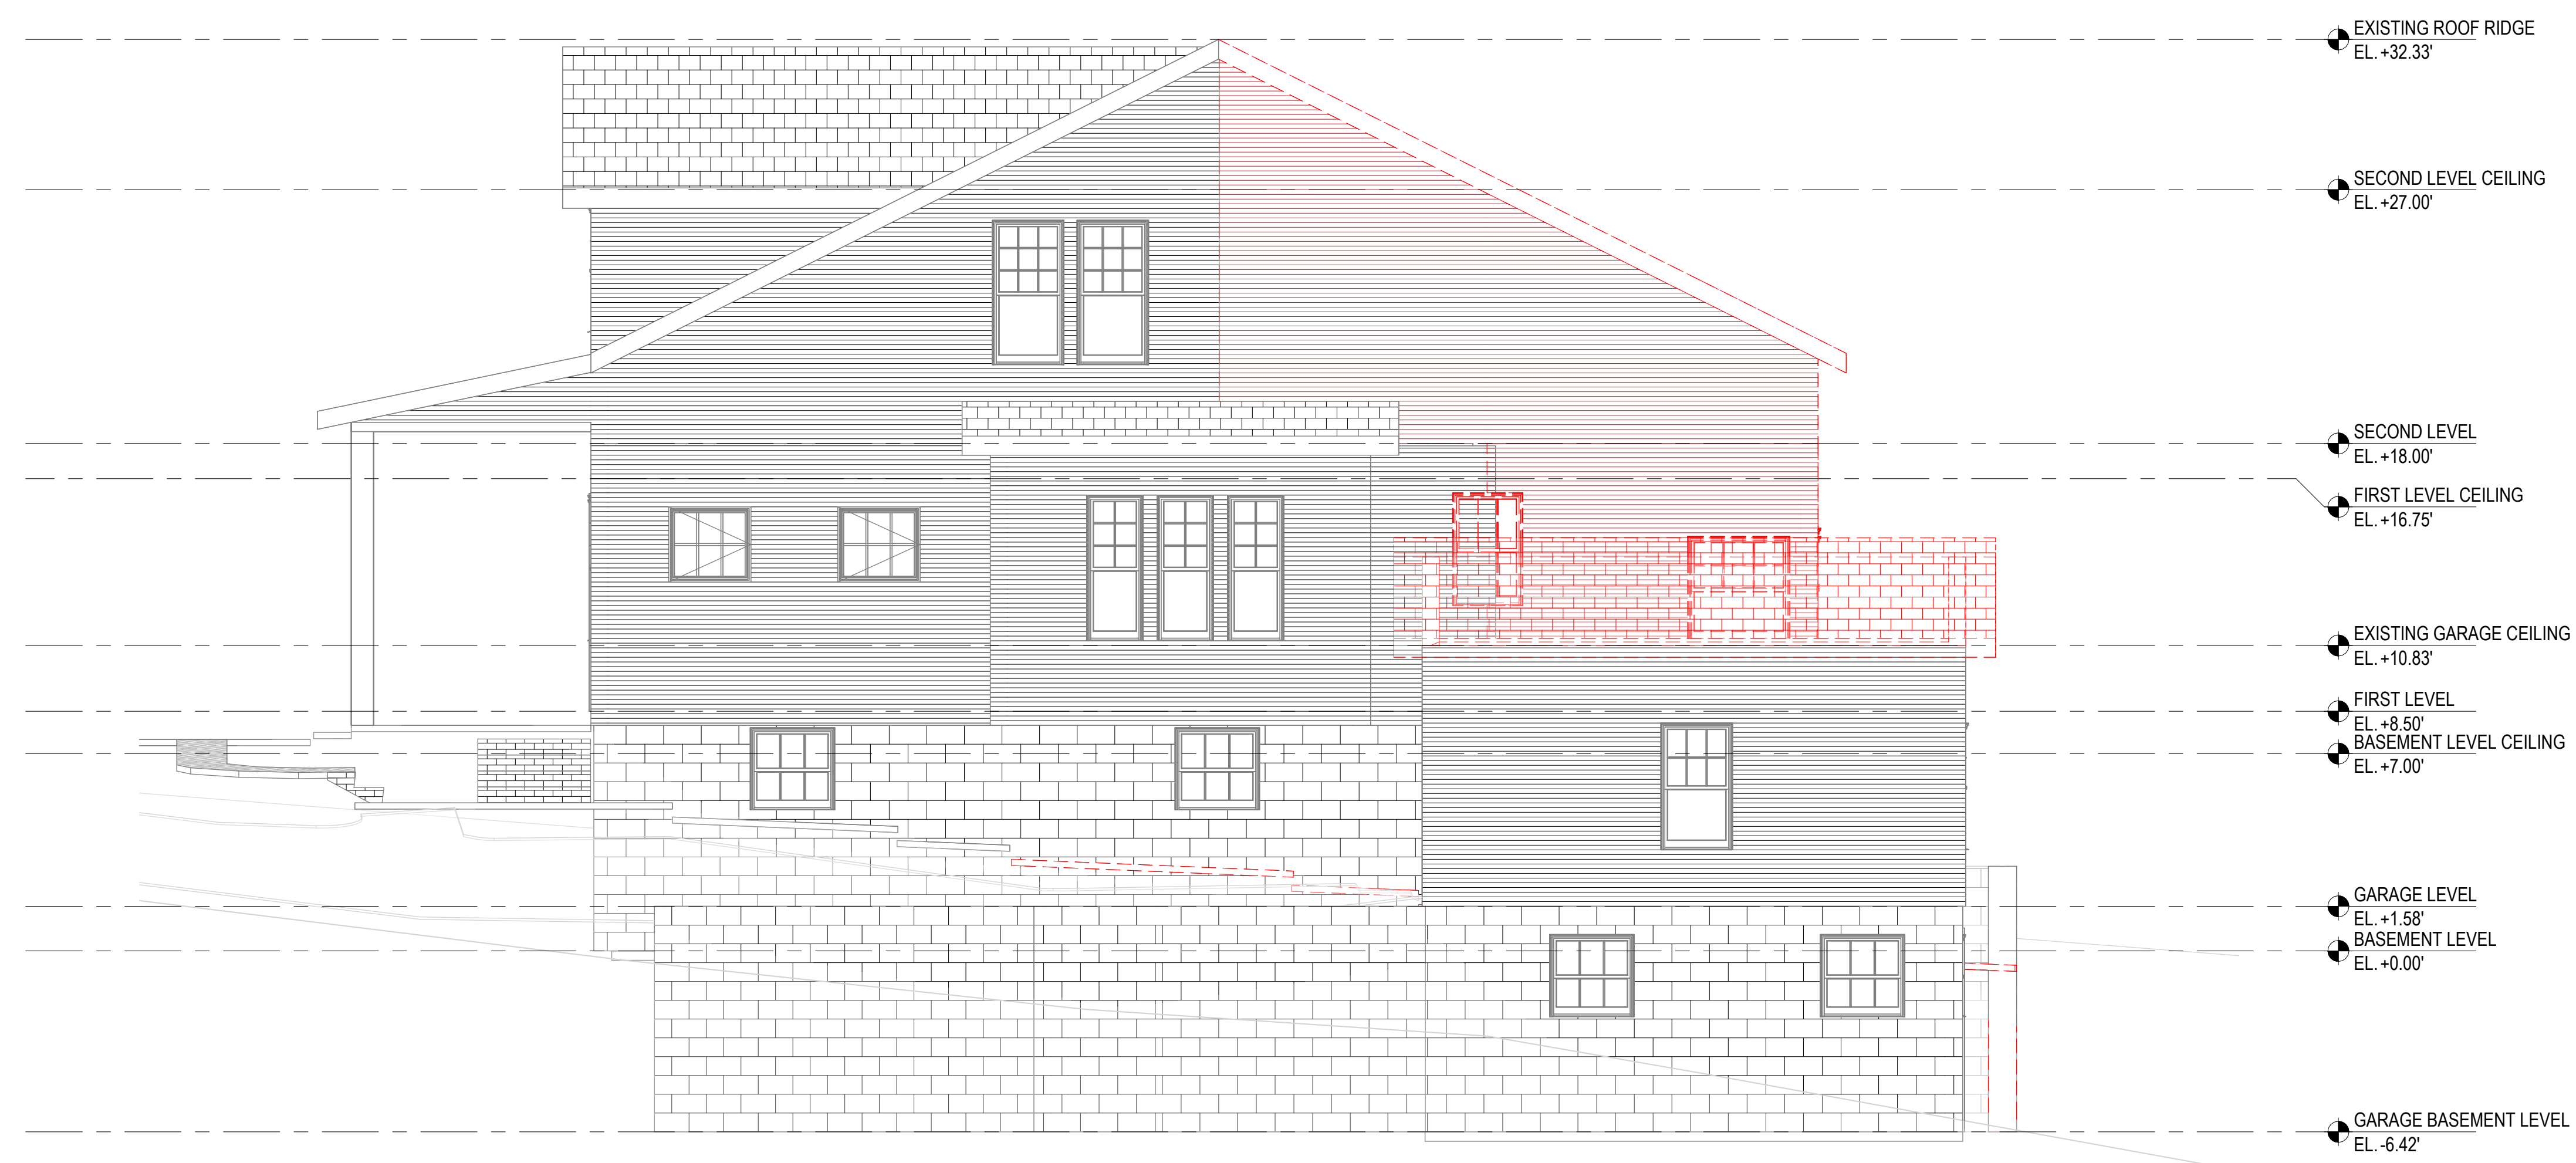 EXISTING ROOF RIDGE
EL. +32.33'
SECOND LEVEL CEILING
EL. +27.00'
SECOND LEVEL
EL. +18.00'
FIRST LEVEL CEILING
EL. +16.75'
EXISTING GARAGE CEILING
EL. +10.83'
FIRST LEVEL
EL. +8.50'
BASEMENT LEVEL CEILING
EL. +7.00'
GARAGE LEVEL
EL. +1.58'
BASEMENT LEVEL
EL. +0.00'
GARAGE BASEMENT LEVEL
EL. -6.42'